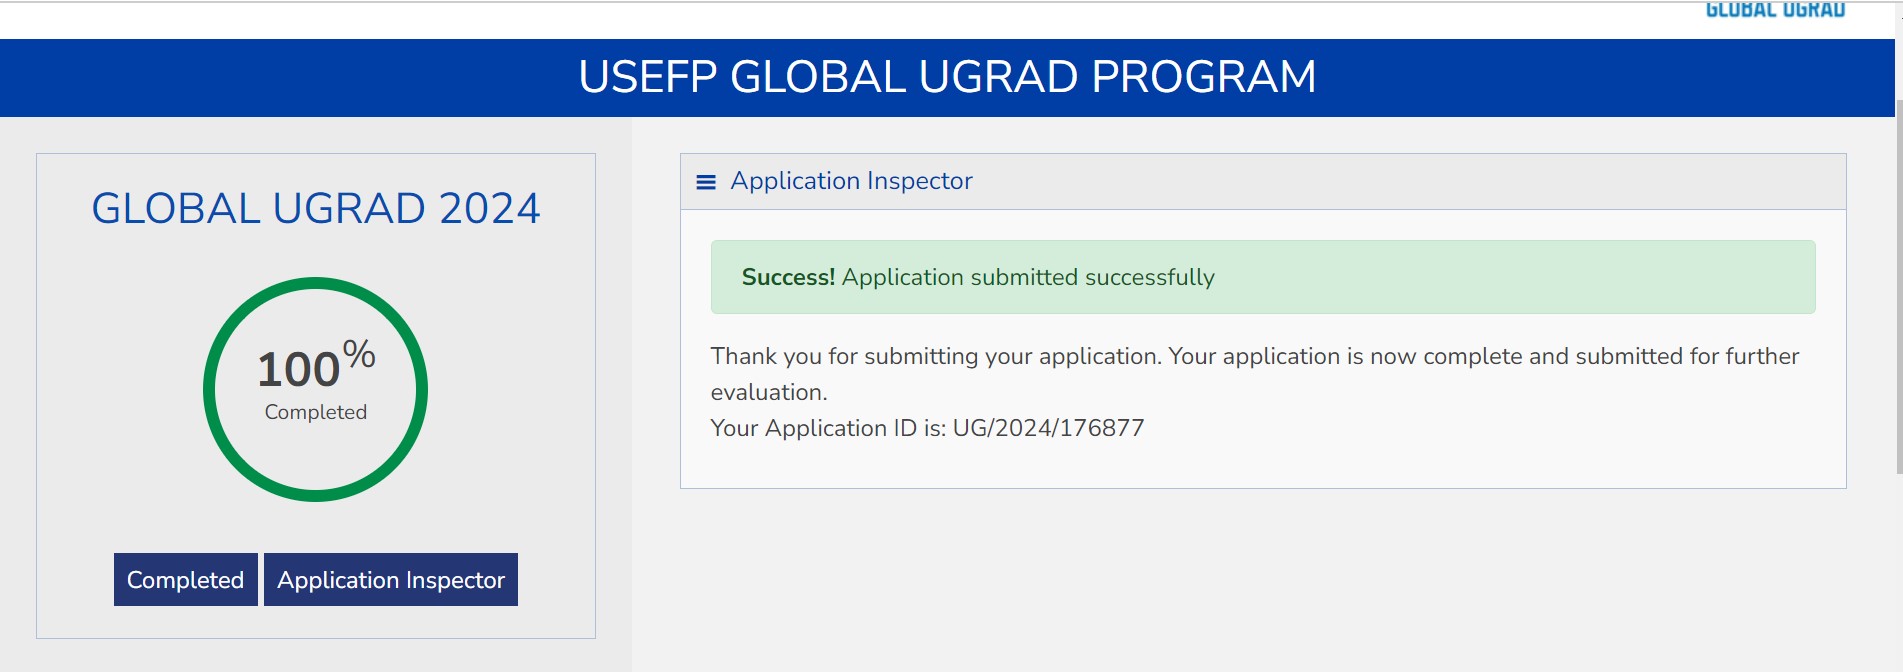 GLOBAL UGRAD
USEFP GLOBAL UGRAD PROGRAM
GLOBAL UGRAD 2024
100%
Completed
Completed
Application Inspector
Application Inspector
Success! Application submitted successfully
Thank you for submitting your application. Your application is now complete and submitted for further
evaluation.
Your Application ID is: UG/2024/176877